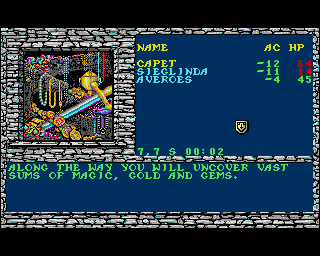 NAME AC HP
CAPET -12 64
SIEGLINDA -11 12
AVEROES -4 45
7,7 S 00:02
ALONG THE WAY YOU WILL UNCOVER VAST
SUMS OF MAGIC, GOLD AND GEMS.